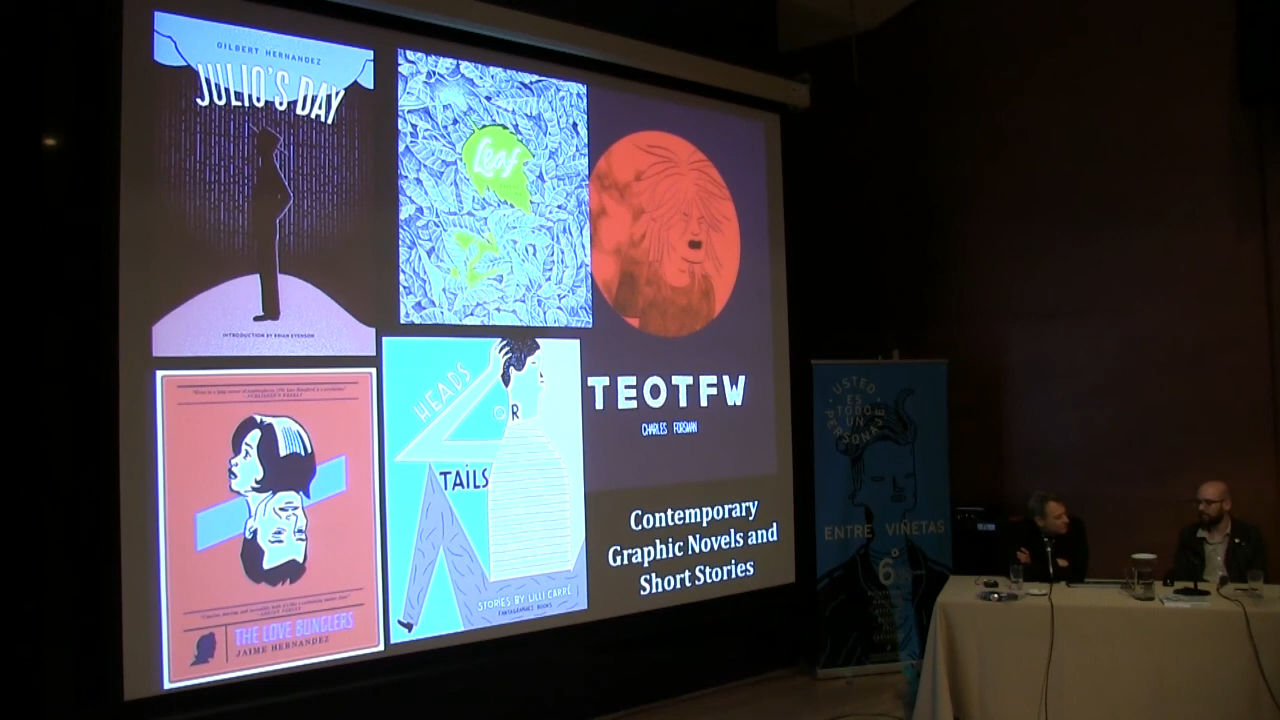 GILBERT HERNANDEZ
JULIO'S DAY
INTRODUCTION BY BRIAN EVENSON
Leaf
TEOTFW
CHARLES FORSMAN
THE LOVE BUNGLERS
JAIME HERNANDEZ
HEADS
OR
TAILS
STORIES BY LILLI CARRÉ
FANTAGRAPHICS BOOKS
Contemporary
Graphic Novels and
Short Stories
USTED
ES
TODO
UN
PERSONAJE
ENTRE VIÑETAS
6º